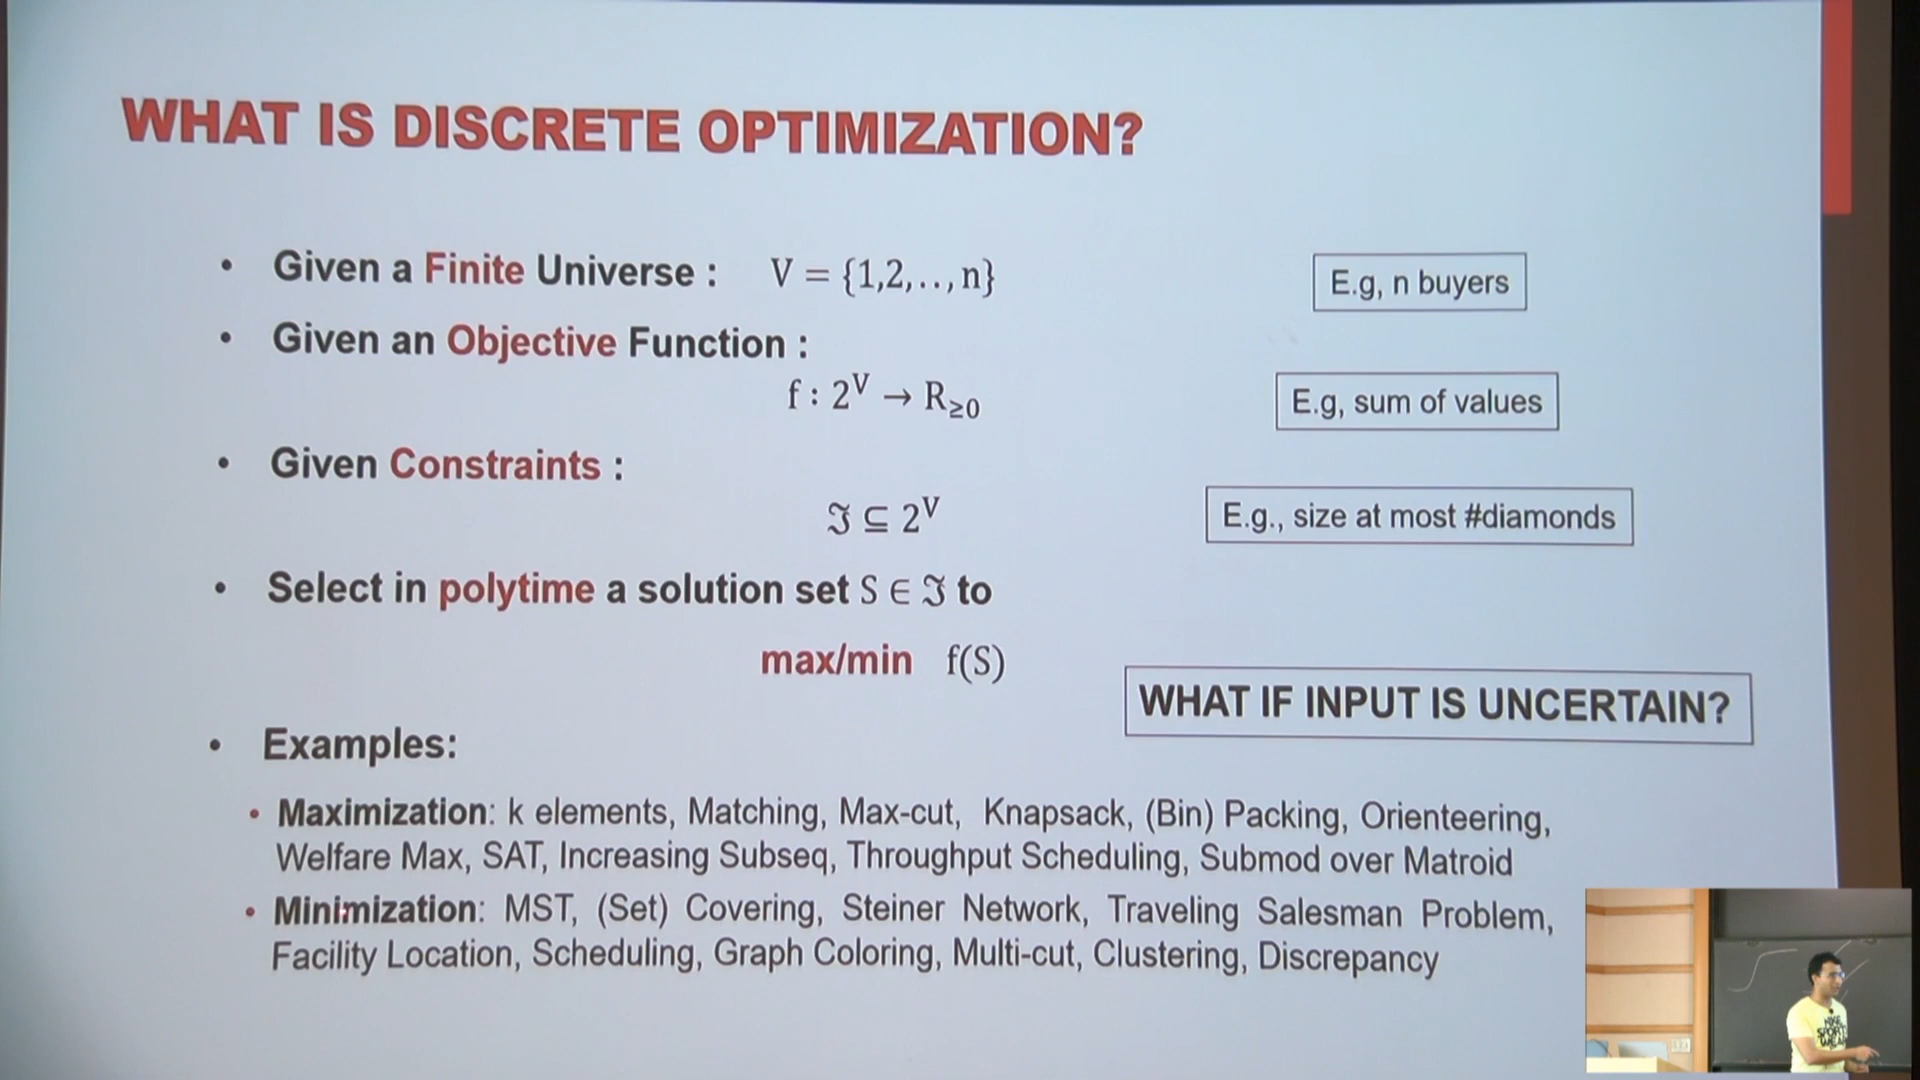 WHAT IS DISCRETE OPTIMIZATION?
• Given a Finite Universe : V = {1,2,..,n}
E.g, n buyers
• Given an Objective Function :
f : 2^V → R≥0
E.g, sum of values
• Given Constraints :
ℑ ⊆ 2^V
E.g., size at most #diamonds
• Select in polytime a solution set S ∈ ℑ to
max/min f(S)
WHAT IF INPUT IS UNCERTAIN?
• Examples:
• Maximization: k elements, Matching, Max-cut, Knapsack, (Bin) Packing, Orienteering,
Welfare Max, SAT, Increasing Subseq, Throughput Scheduling, Submod over Matroid
• Minimization: MST, (Set) Covering, Steiner Network, Traveling Salesman Problem,
Facility Location, Scheduling, Graph Coloring, Multi-cut, Clustering, Discrepancy